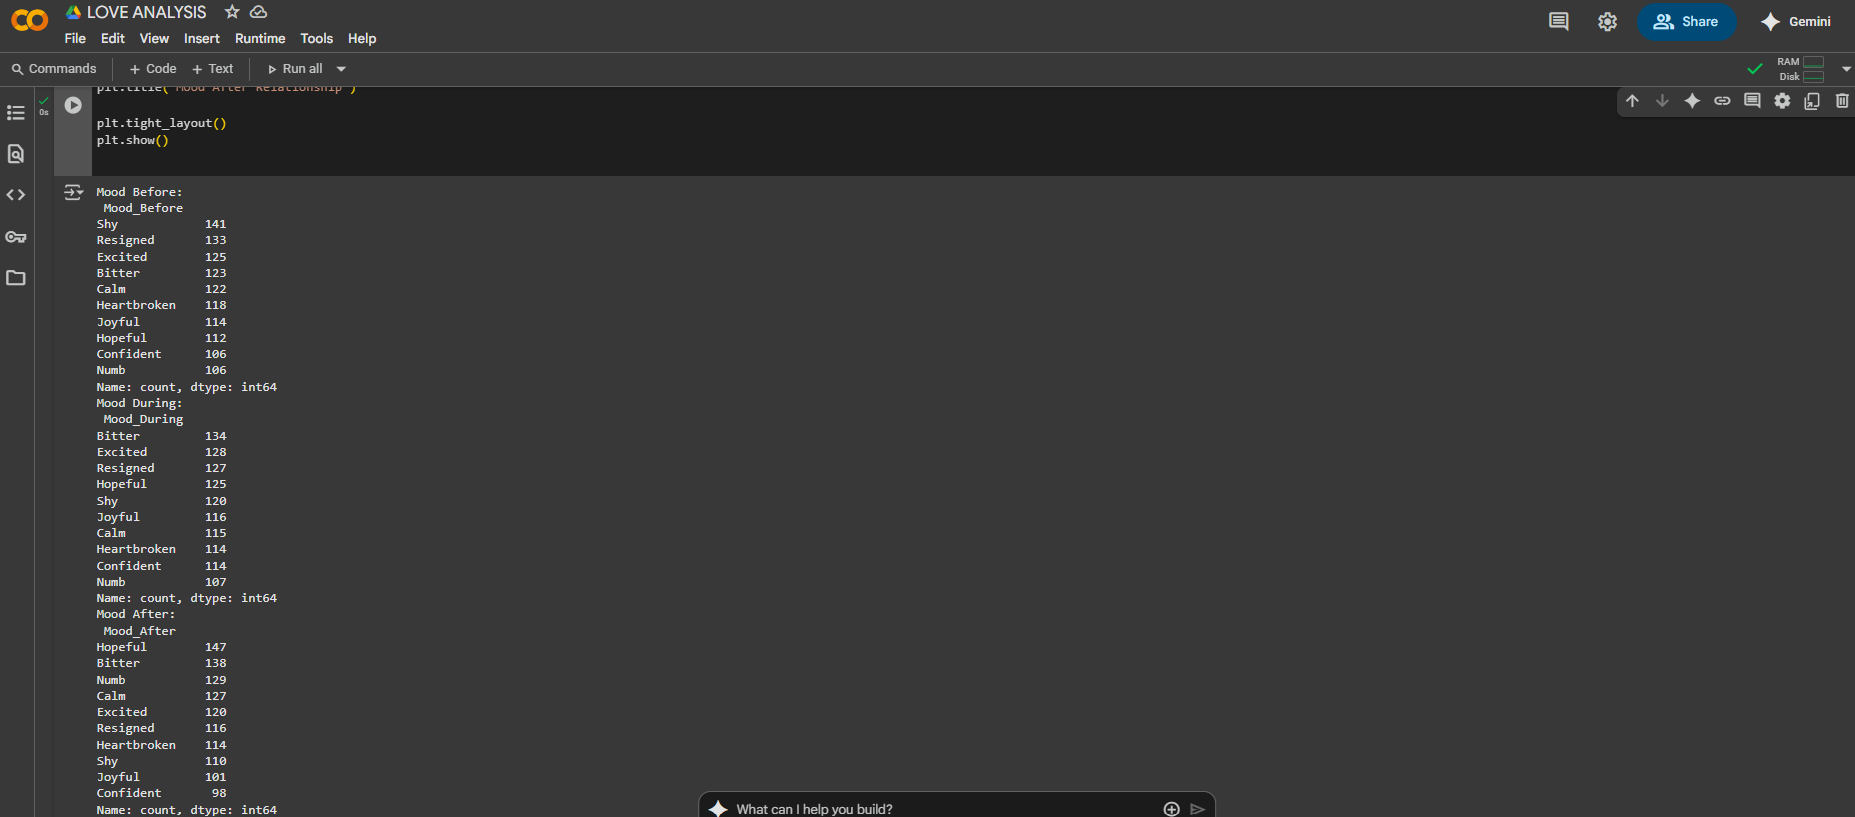 LOVE ANALYSIS
File Edit View Insert Runtime Tools Help
Share
Gemini
Commands
+ Code + Text
Run all
RAM
Disk
0s
plt.title("Mood After Relationship")
plt.tight_layout()
plt.show()
Mood Before:
Mood_Before
Shy 141
Resigned 133
Excited 125
Bitter 123
Calm 122
Heartbroken 118
Joyful 114
Hopeful 112
Confident 106
Numb 106
Name: count, dtype: int64
Mood During:
Mood_During
Bitter 134
Excited 128
Resigned 127
Hopeful 125
Shy 120
Joyful 116
Calm 115
Heartbroken 114
Confident 114
Numb 107
Name: count, dtype: int64
Mood After:
Mood_After
Hopeful 147
Bitter 138
Numb 129
Calm 127
Excited 120
Resigned 116
Heartbroken 114
Shy 110
Joyful 101
Confident 98
Name: count, dtype: int64
What can I help you build?